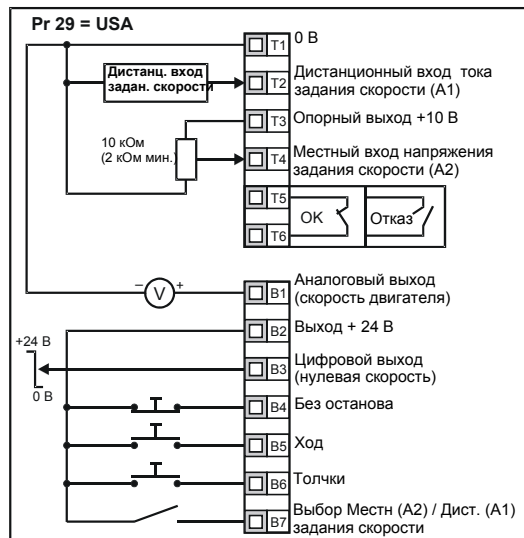 Pr 29 = USA
T1 0 В
Дистанц. вход
задан. скорости
T2 Дистанционный вход тока
задания скорости (A1)
T3 Опорный выход +10 В
10 кОм
(2 кОм мин.)
T4 Местный вход напряжения
задания скорости (A2)
T5
OK
Отказ
T6
– V +
B1 Аналоговый выход
(скорость двигателя)
B2 Выход + 24 В
+24 В
0 В
B3 Цифровой выход
(нулевая скорость)
B4 Без останова
B5 Ход
B6 Толчки
B7 Выбор Местн (A2) / Дист. (A1)
задания скорости